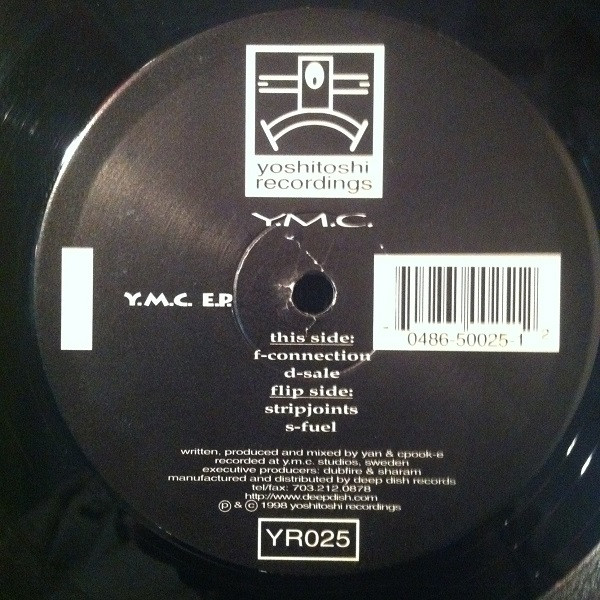 yoshitoshi
recordings
Y.M.C.
Y.M.C. E.P.
0486-50025-1 2
this side:
f-connection
d-sale
flip side:
stripjoints
s-fuel
written, produced and mixed by yan & cpook-e
recorded at y.m.c. studios, sweden
executive producers: dubfire & sharam
manufactured and distributed by deep dish records
tel/fax: 703.212.0878
http://www.deepdish.com
℗ & © 1998 yoshitoshi recordings
YR025